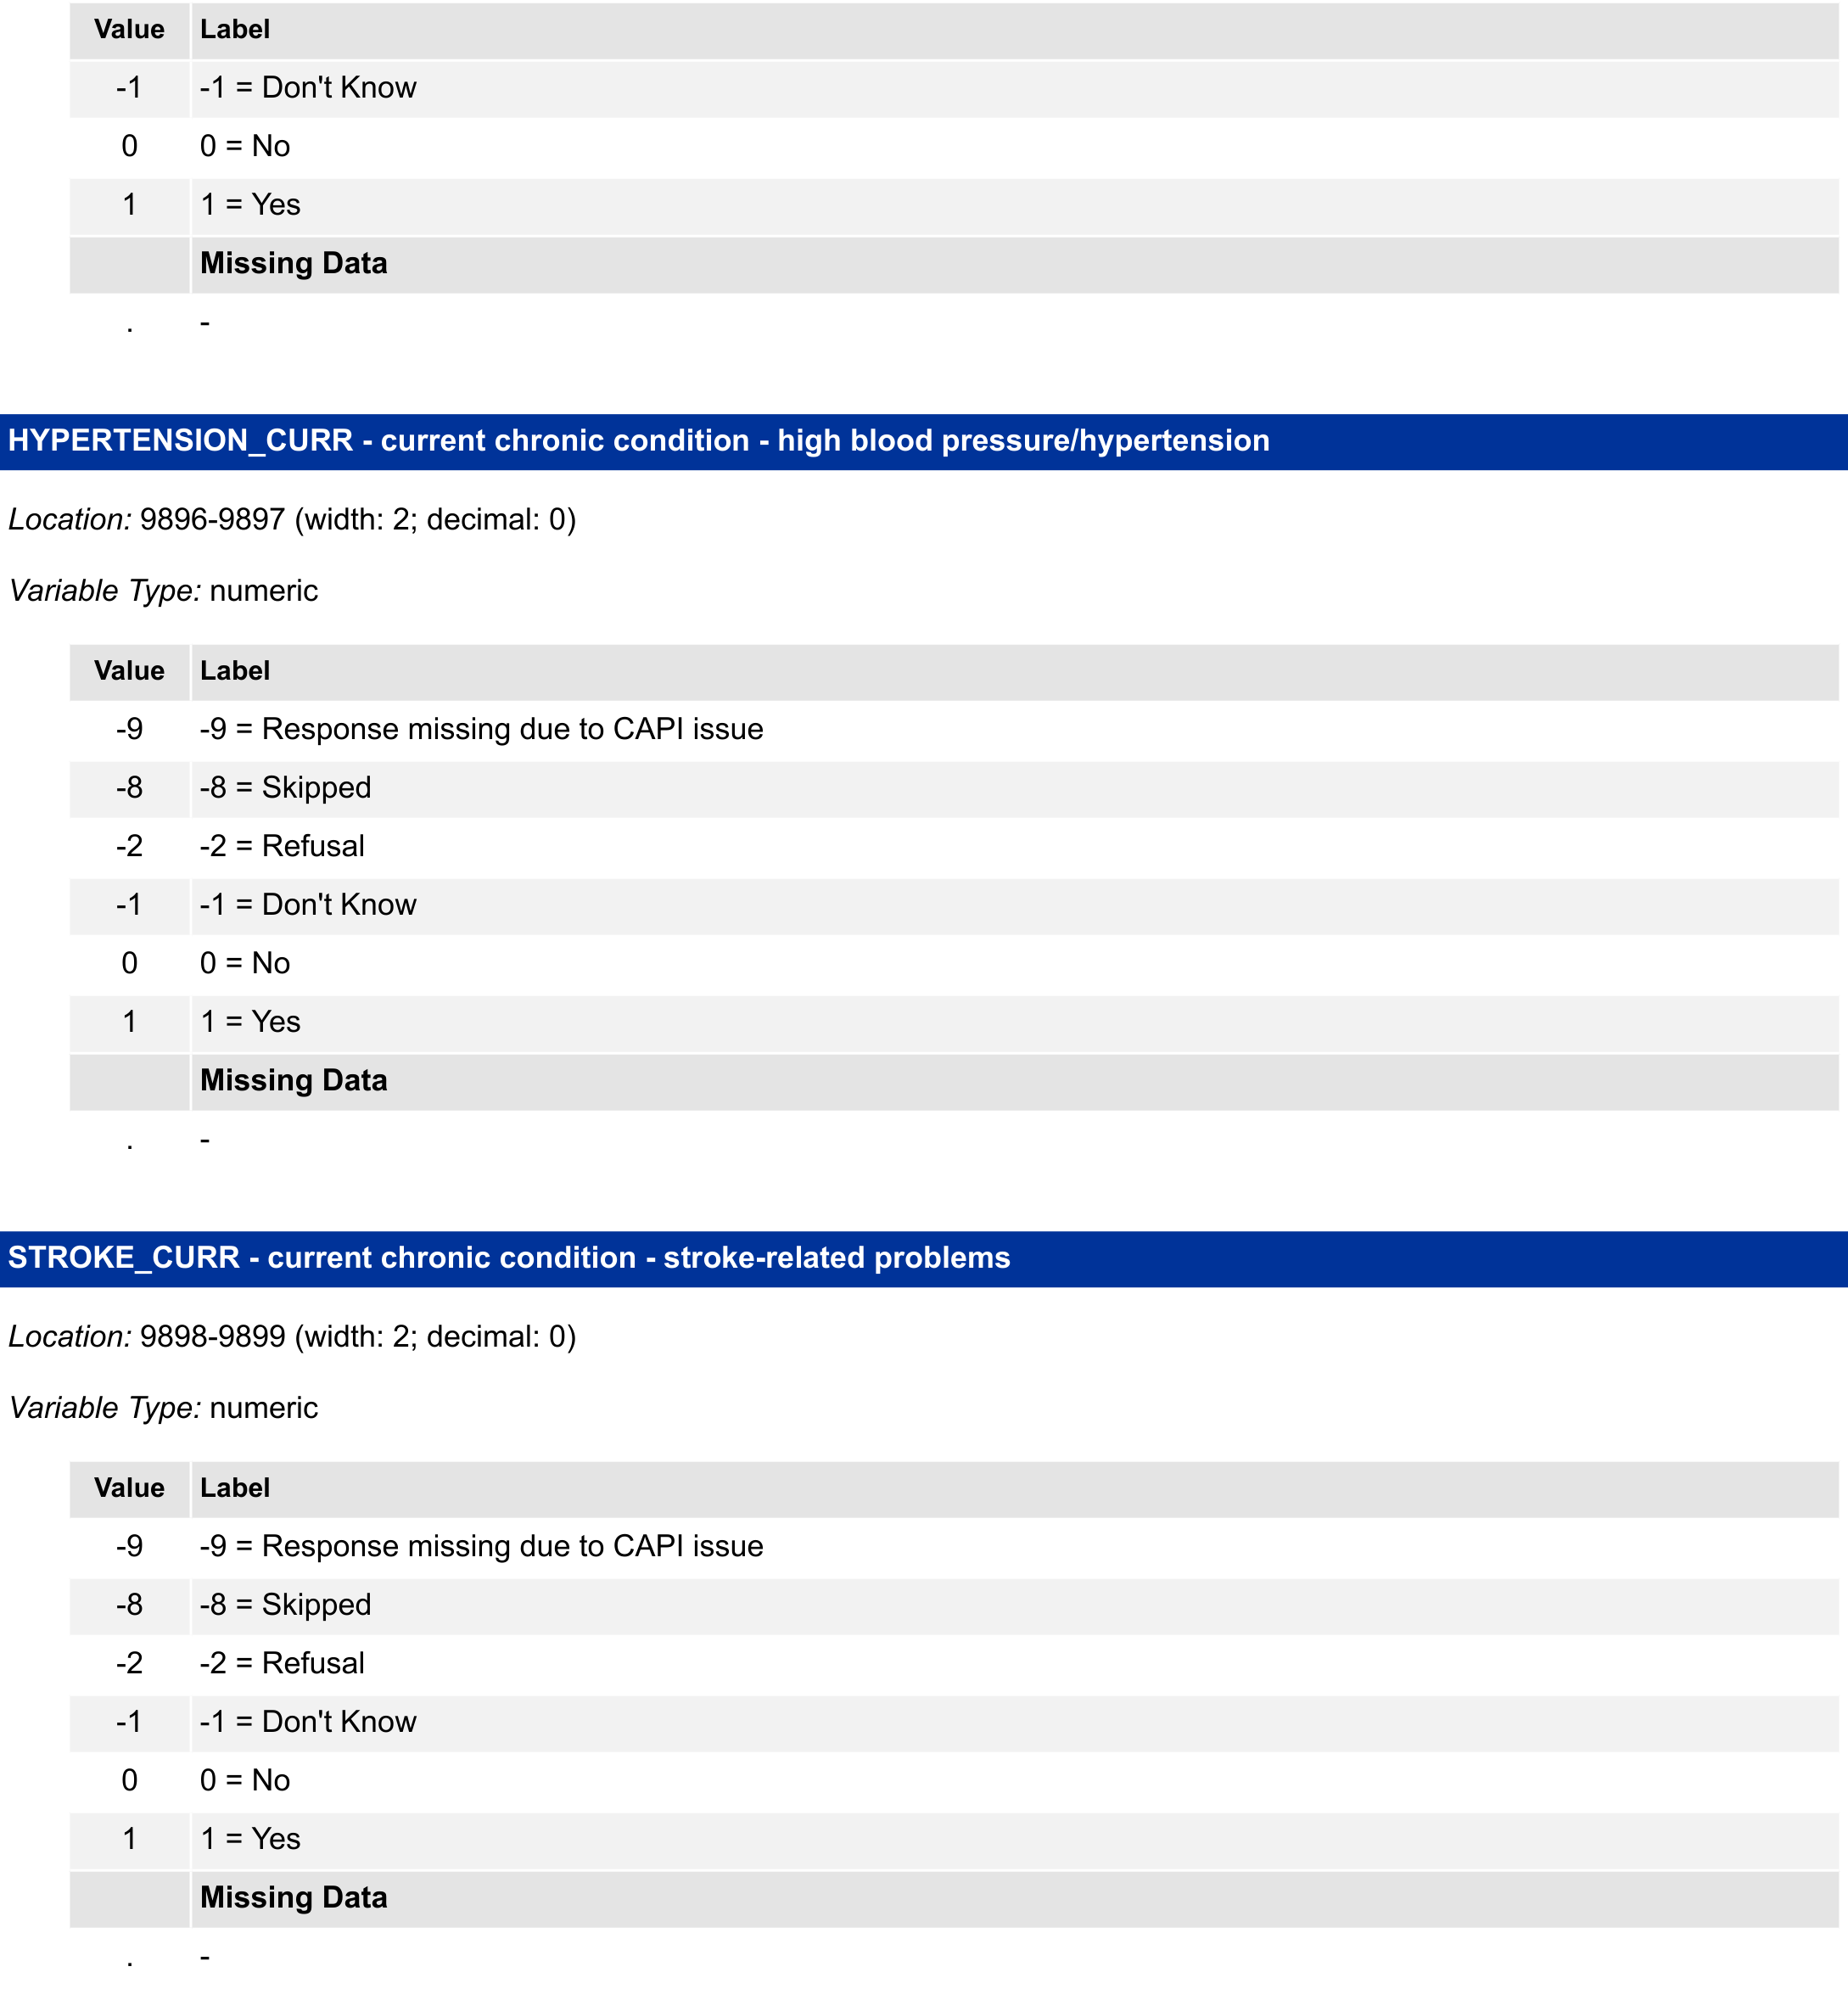 Value Label
-1 -1 = Don't Know
0 0 = No
1 1 = Yes
Missing Data
. -
HYPERTENSION_CURR - current chronic condition - high blood pressure/hypertension
Location: 9896-9897 (width: 2; decimal: 0)
Variable Type: numeric
Value Label
-9 -9 = Response missing due to CAPI issue
-8 -8 = Skipped
-2 -2 = Refusal
-1 -1 = Don't Know
0 0 = No
1 1 = Yes
Missing Data
. -
STROKE_CURR - current chronic condition - stroke-related problems
Location: 9898-9899 (width: 2; decimal: 0)
Variable Type: numeric
Value Label
-9 -9 = Response missing due to CAPI issue
-8 -8 = Skipped
-2 -2 = Refusal
-1 -1 = Don't Know
0 0 = No
1 1 = Yes
Missing Data
. -